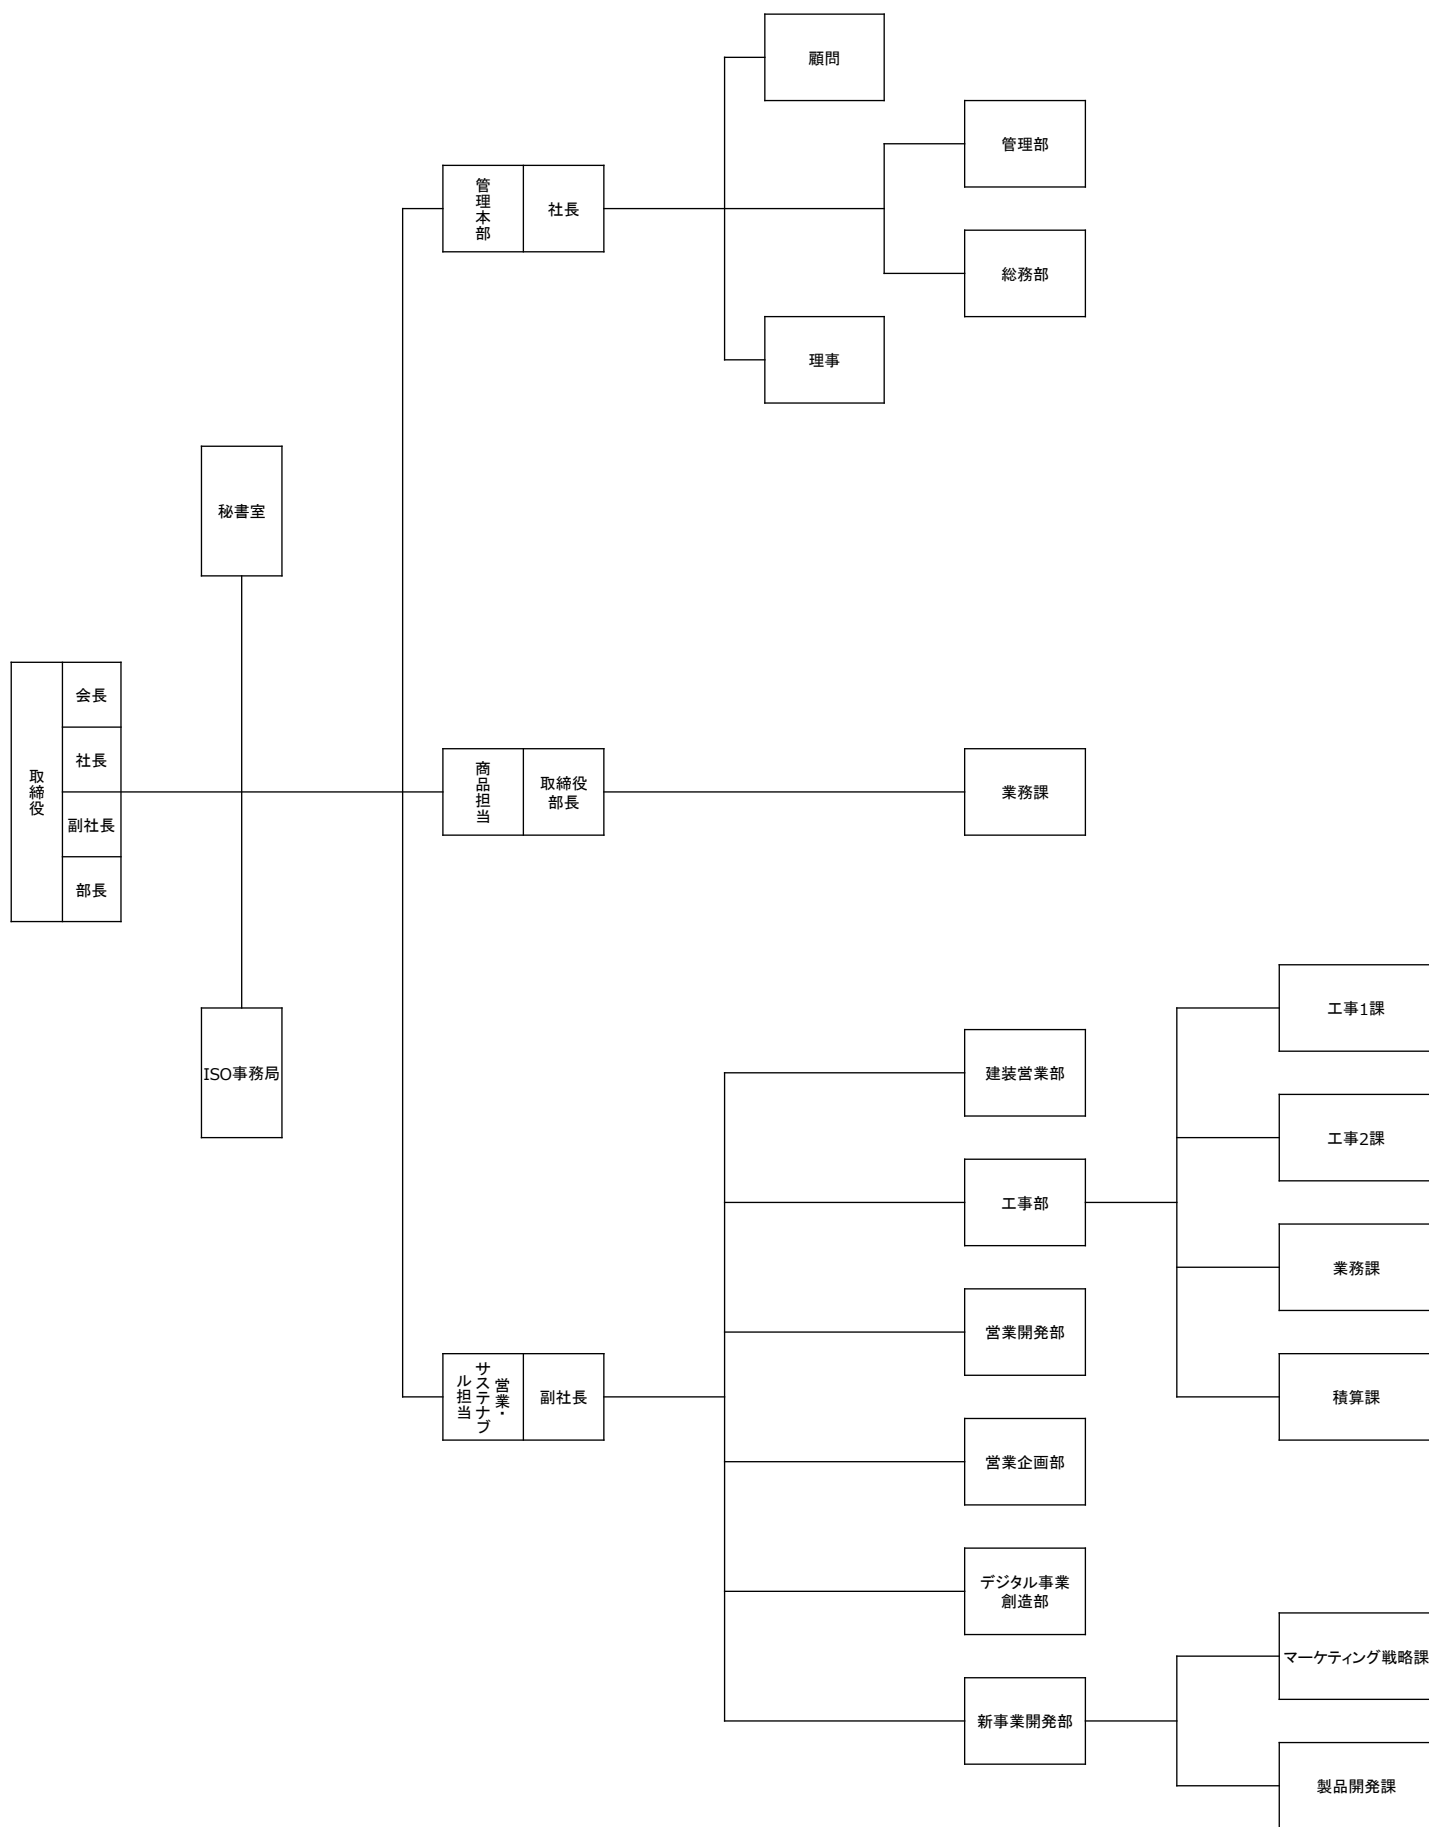 顧問
管理部
管理本部
社長
総務部
理事
秘書室
取締役
会長
社長
副社長
部長
商品担当
取締役
部長
業務課
ISO事務局
営業・
サステナブ
ル担当
副社長
建装営業部
工事部
工事1課
工事2課
業務課
積算課
営業開発部
営業企画部
デジタル事業
創造部
新事業開発部
マーケティング戦略課
製品開発課